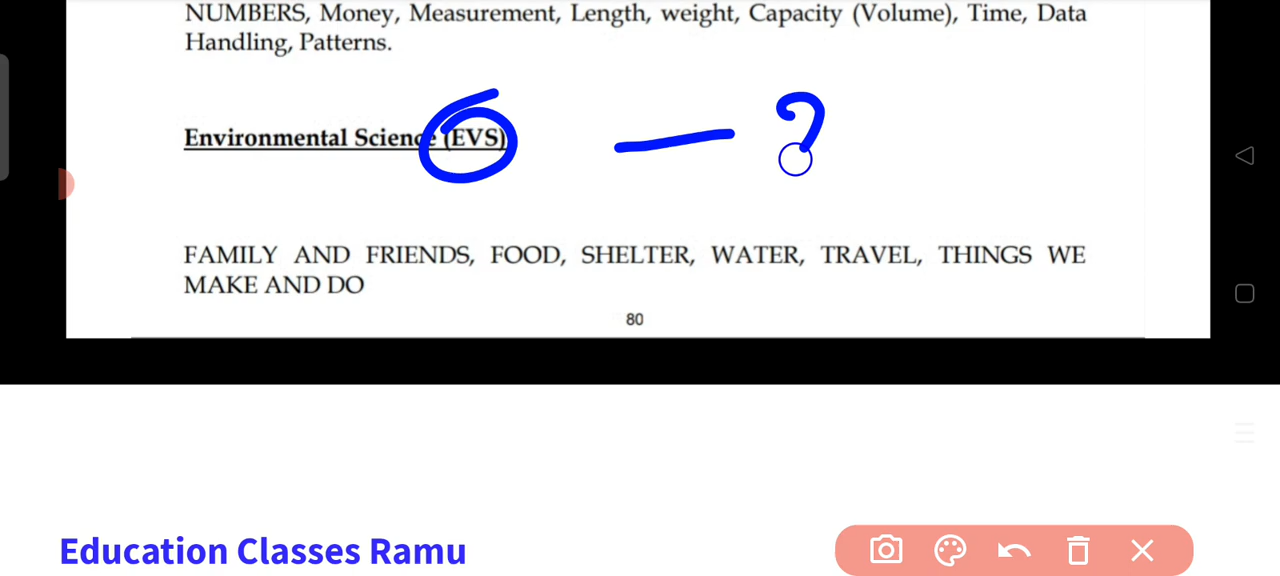 NUMBERS, Money, Measurement, Length, weight, Capacity (Volume), Time, Data
Handling, Patterns.
Environmental Science (EVS) — ?
FAMILY AND FRIENDS, FOOD, SHELTER, WATER, TRAVEL, THINGS WE
MAKE AND DO
80
Education Classes Ramu